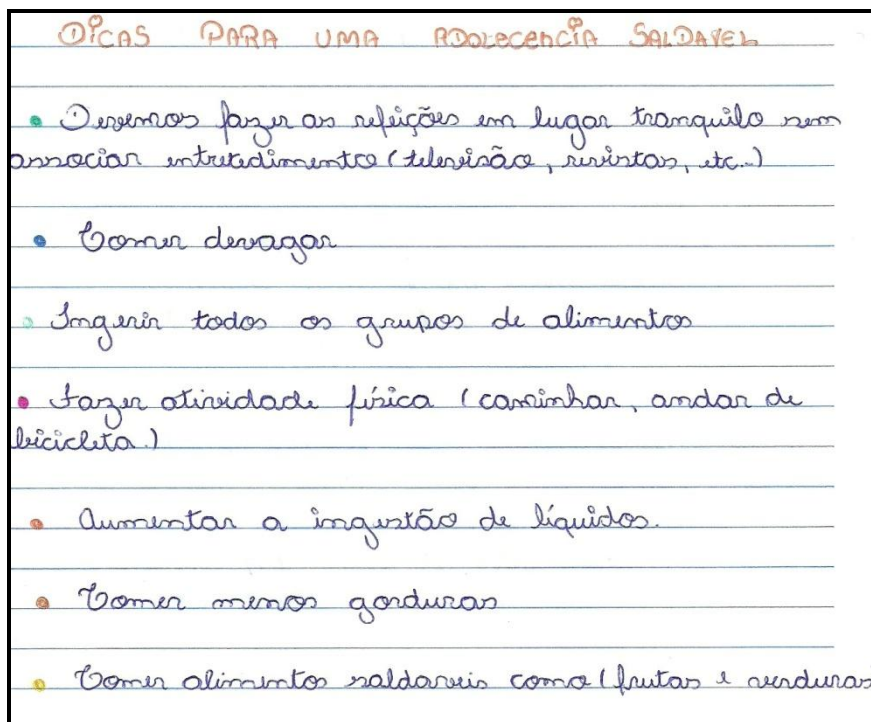 DICAS PARA UMA ADOLECENCIA SALDAVEL
• Devemos fazer as refeições em lugar tranquilo sem
associar entretedimento (televisão, revistas, etc..)
• Comer devagar
• Ingerir todos os grupos de alimentos
• Fazer atividade física (caminhar, andar de
bicicleta.)
• Aumentar a ingestão de líquidos.
• Comer menos gorduras
• Comer alimentos saldaveis como (frutas e verduras